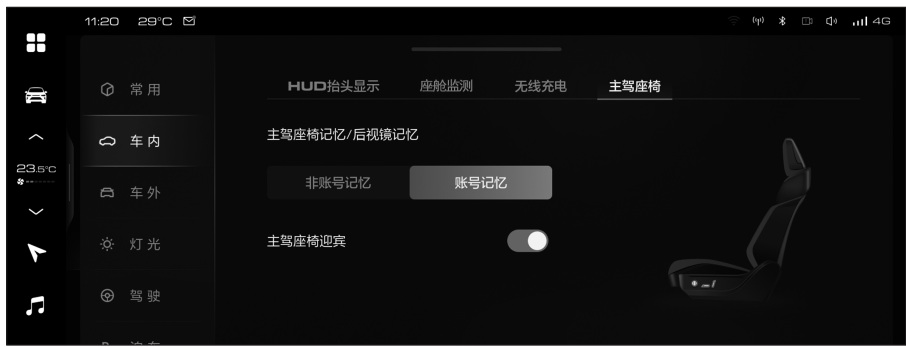 11:20 29°C 4G
常用
车内
车外
灯光
驾驶
23.5°C
HUD抬头显示 座舱监测 无线充电 主驾座椅
主驾座椅记忆/后视镜记忆
非账号记忆 账号记忆
主驾座椅迎宾